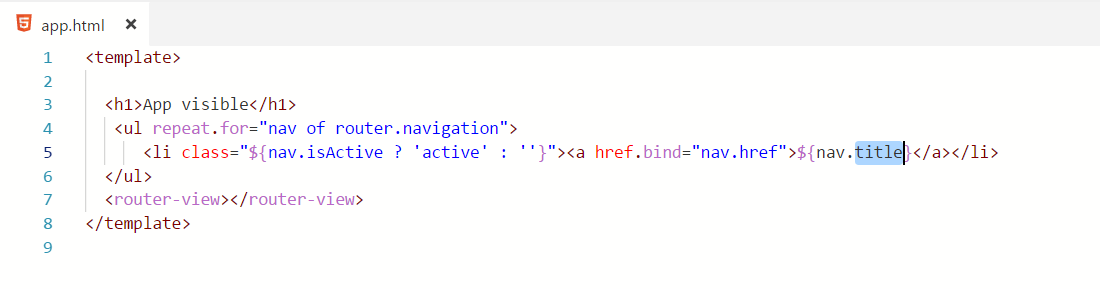 app.html ×
1 <template>
2
3 <h1>App visible</h1>
4 <ul repeat.for="nav of router.navigation">
5 <li class="${nav.isActive ? 'active' : ''}"><a href.bind="nav.href">${nav.title}</a></li>
6 </ul>
7 <router-view></router-view>
8 </template>
9